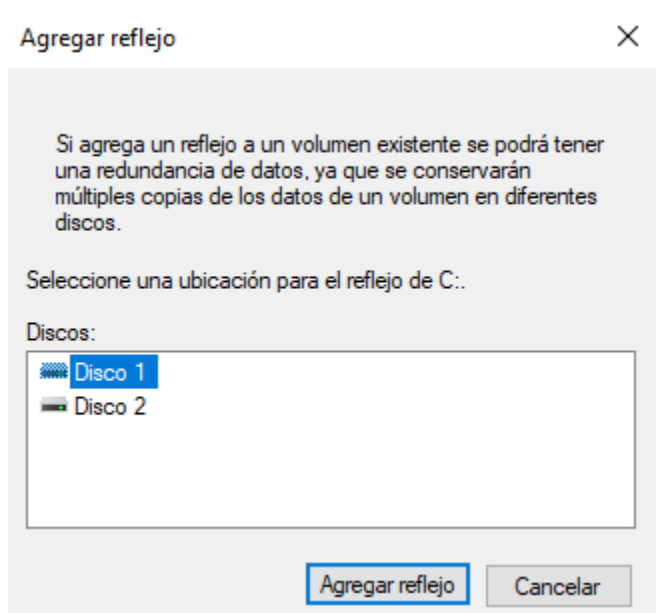 Agregar reflejo
Si agrega un reflejo a un volumen existente se podrá tener
una redundancia de datos, ya que se conservarán
múltiples copias de los datos de un volumen en diferentes
discos.
Seleccione una ubicación para el reflejo de C:.
Discos:
Disco 1
Disco 2
Agregar reflejo
Cancelar